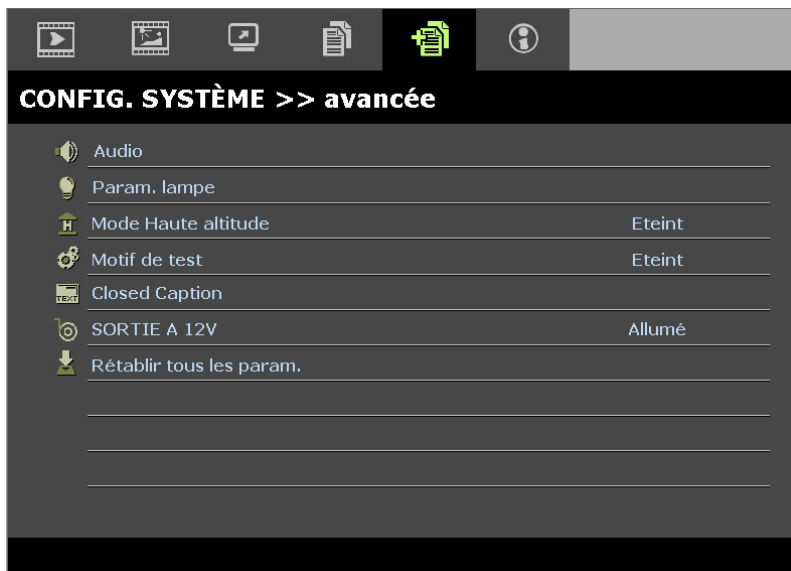 CONFIG. SYSTÈME >> avancée
Audio
Param. lampe
H
Mode Haute altitude Eteint
Motif de test Eteint
TEXT
Closed Caption
SORTIE A 12V Allumé
Rétablir tous les param.